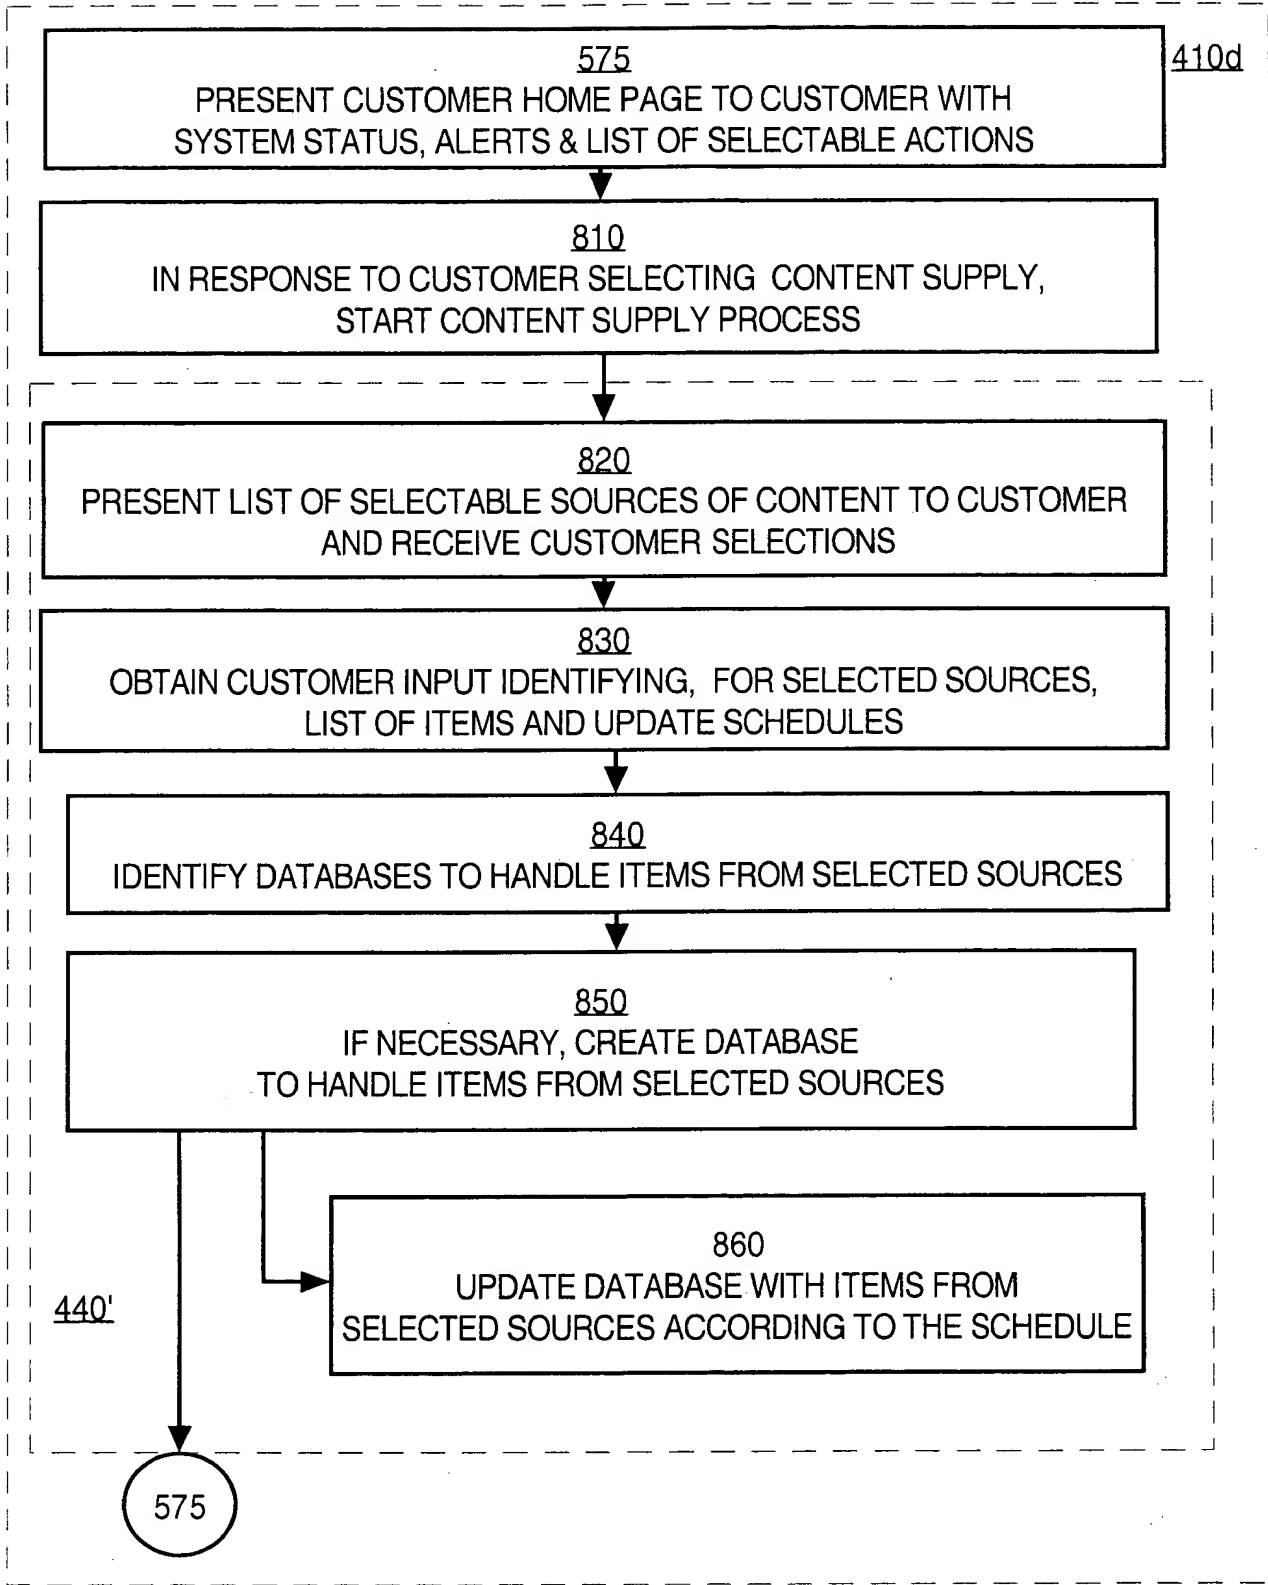 575
410d
PRESENT CUSTOMER HOME PAGE TO CUSTOMER WITH
SYSTEM STATUS, ALERTS & LIST OF SELECTABLE ACTIONS
810
IN RESPONSE TO CUSTOMER SELECTING CONTENT SUPPLY,
START CONTENT SUPPLY PROCESS
820
PRESENT LIST OF SELECTABLE SOURCES OF CONTENT TO CUSTOMER
AND RECEIVE CUSTOMER SELECTIONS
830
OBTAIN CUSTOMER INPUT IDENTIFYING, FOR SELECTED SOURCES,
LIST OF ITEMS AND UPDATE SCHEDULES
840
IDENTIFY DATABASES TO HANDLE ITEMS FROM SELECTED SOURCES
850
IF NECESSARY, CREATE DATABASE
TO HANDLE ITEMS FROM SELECTED SOURCES
860
UPDATE DATABASE WITH ITEMS FROM
SELECTED SOURCES ACCORDING TO THE SCHEDULE
440'
575